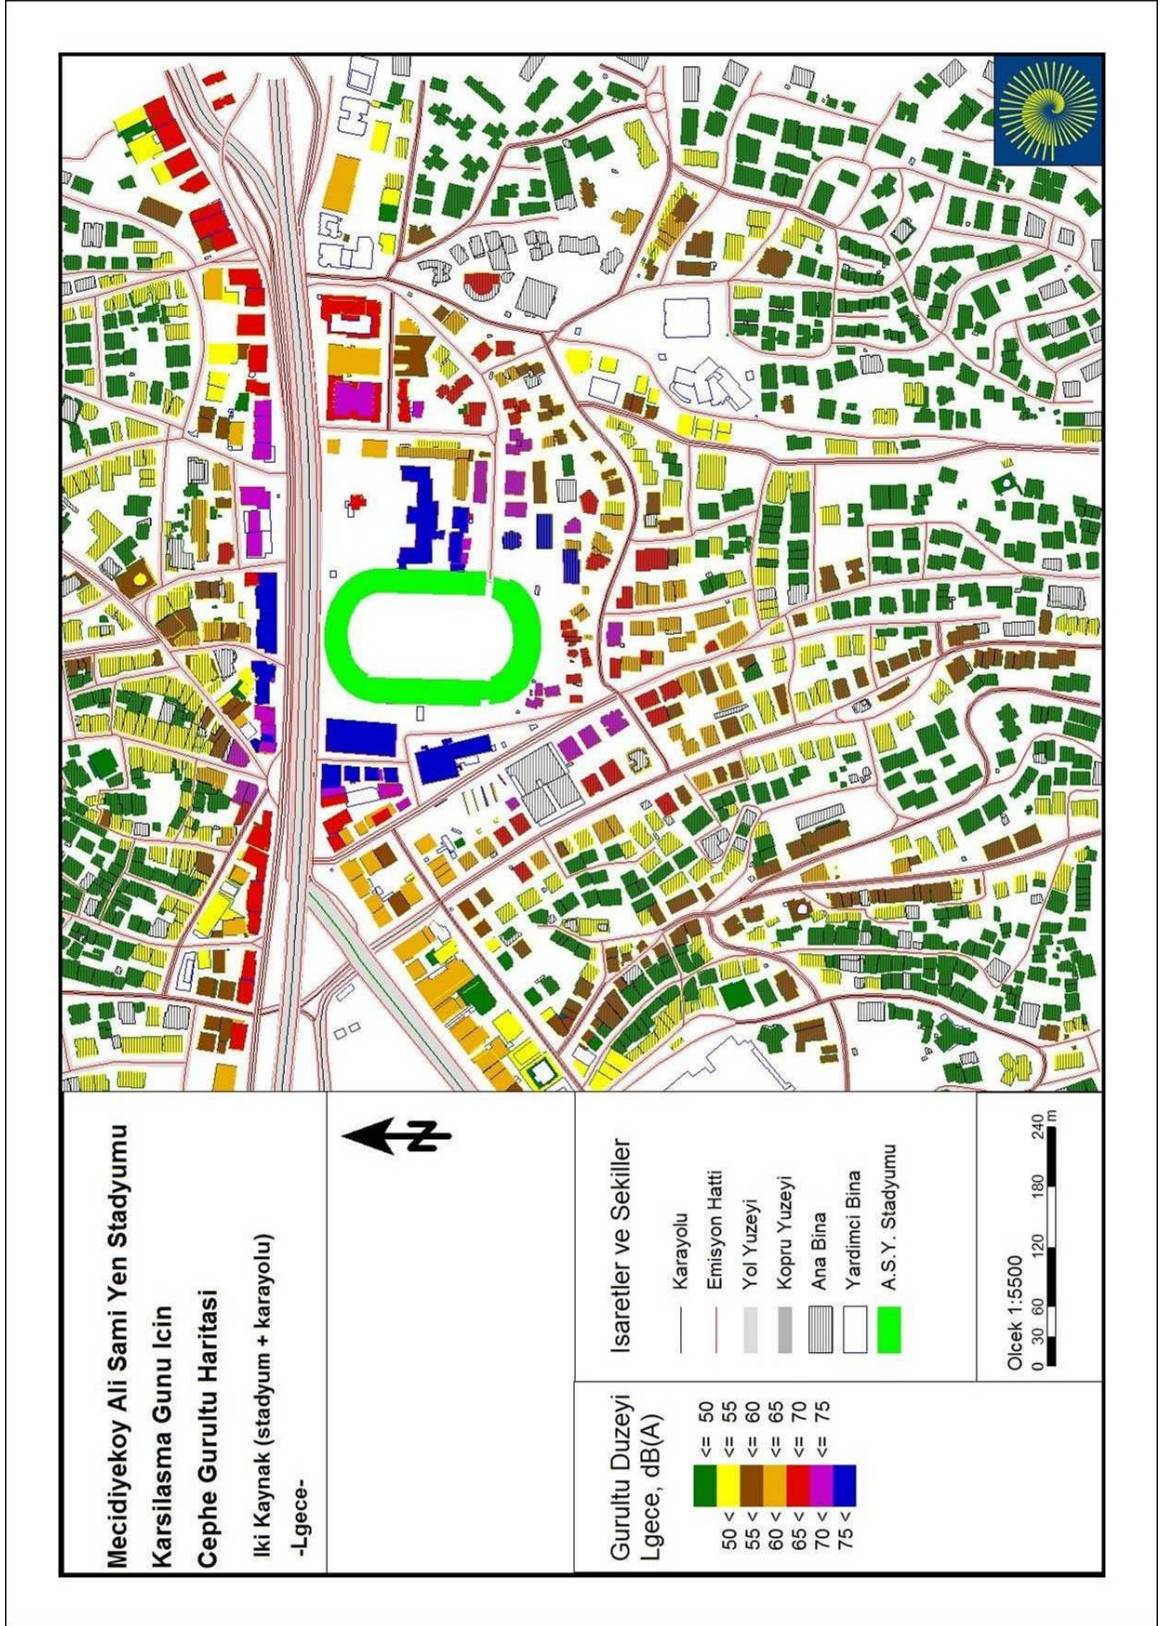 Mecidiyekoy Ali Sami Yen Stadyumu
Karsilasma Gunu Icin
Cephe Gurultu Haritasi
Iki Kaynak (stadyum + karayolu)
-Lgece-
N
Gurultu Duzeyi
Lgece, dB(A)
<= 50
50 < <= 55
55 < <= 60
60 < <= 65
65 < <= 70
70 < <= 75
75 <
Isaretler ve Sekiller
Karayolu
Emisyon Hatti
Yol Yuzeyi
Kopru Yuzeyi
Ana Bina
Yardimci Bina
A.S.Y. Stadyumu
Olcek 1:5500
0 30 60 120 180 240
m